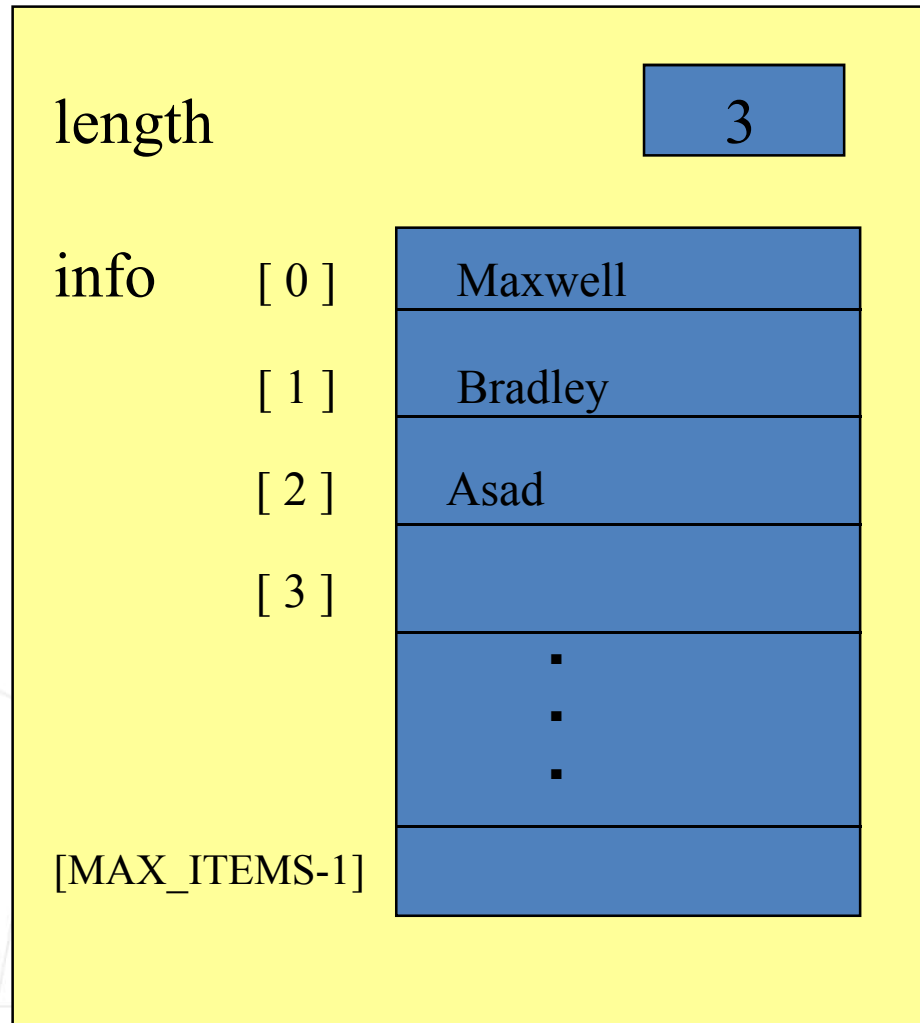 length 3
info [ 0 ] Maxwell
[ 1 ] Bradley
[ 2 ] Asad
[ 3 ]
.
.
.
[MAX_ITEMS-1]